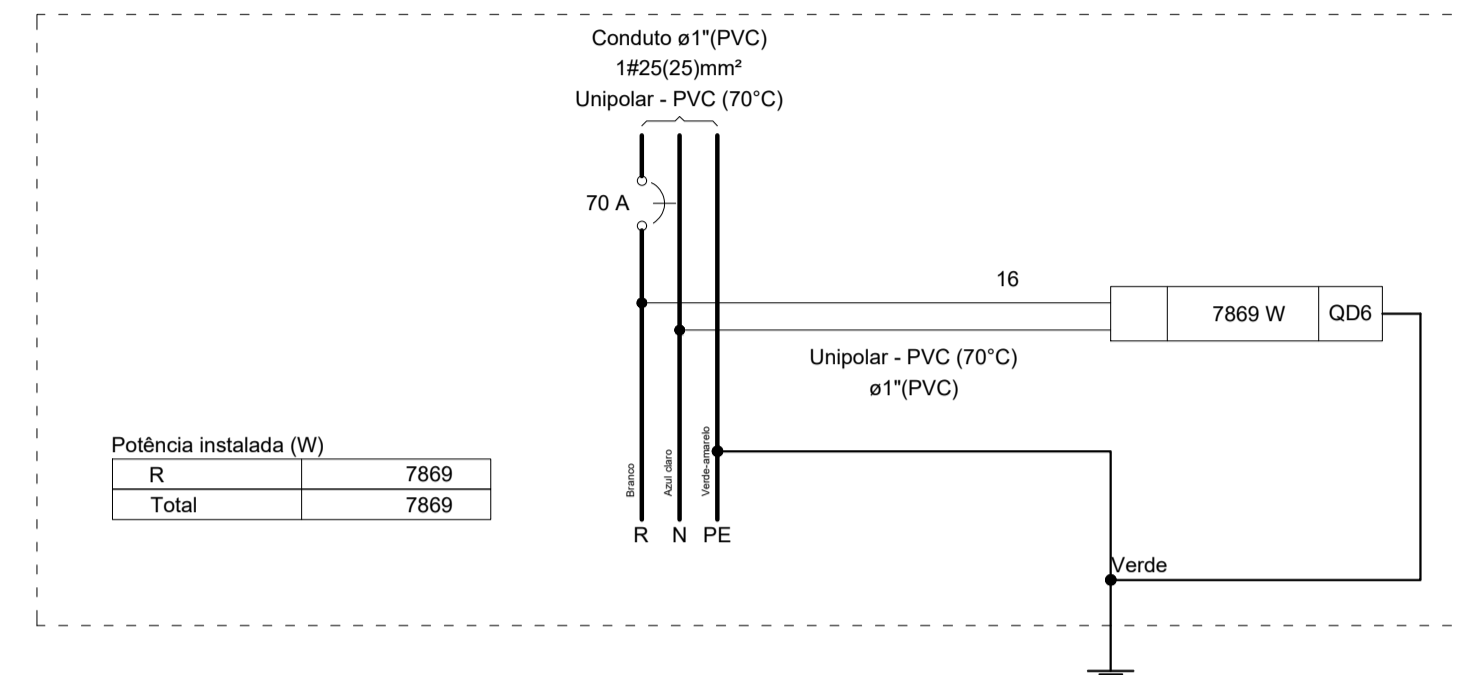 Conduto ø1"(PVC)
1#25(25)mm²
Unipolar - PVC (70°C)
70 A
16
7869 W QD6
Unipolar - PVC (70°C)
ø1"(PVC)
Potência instalada (W)
R 7869
Total 7869
Branco
Azul claro
Verde-amarelo
R N PE
Verde